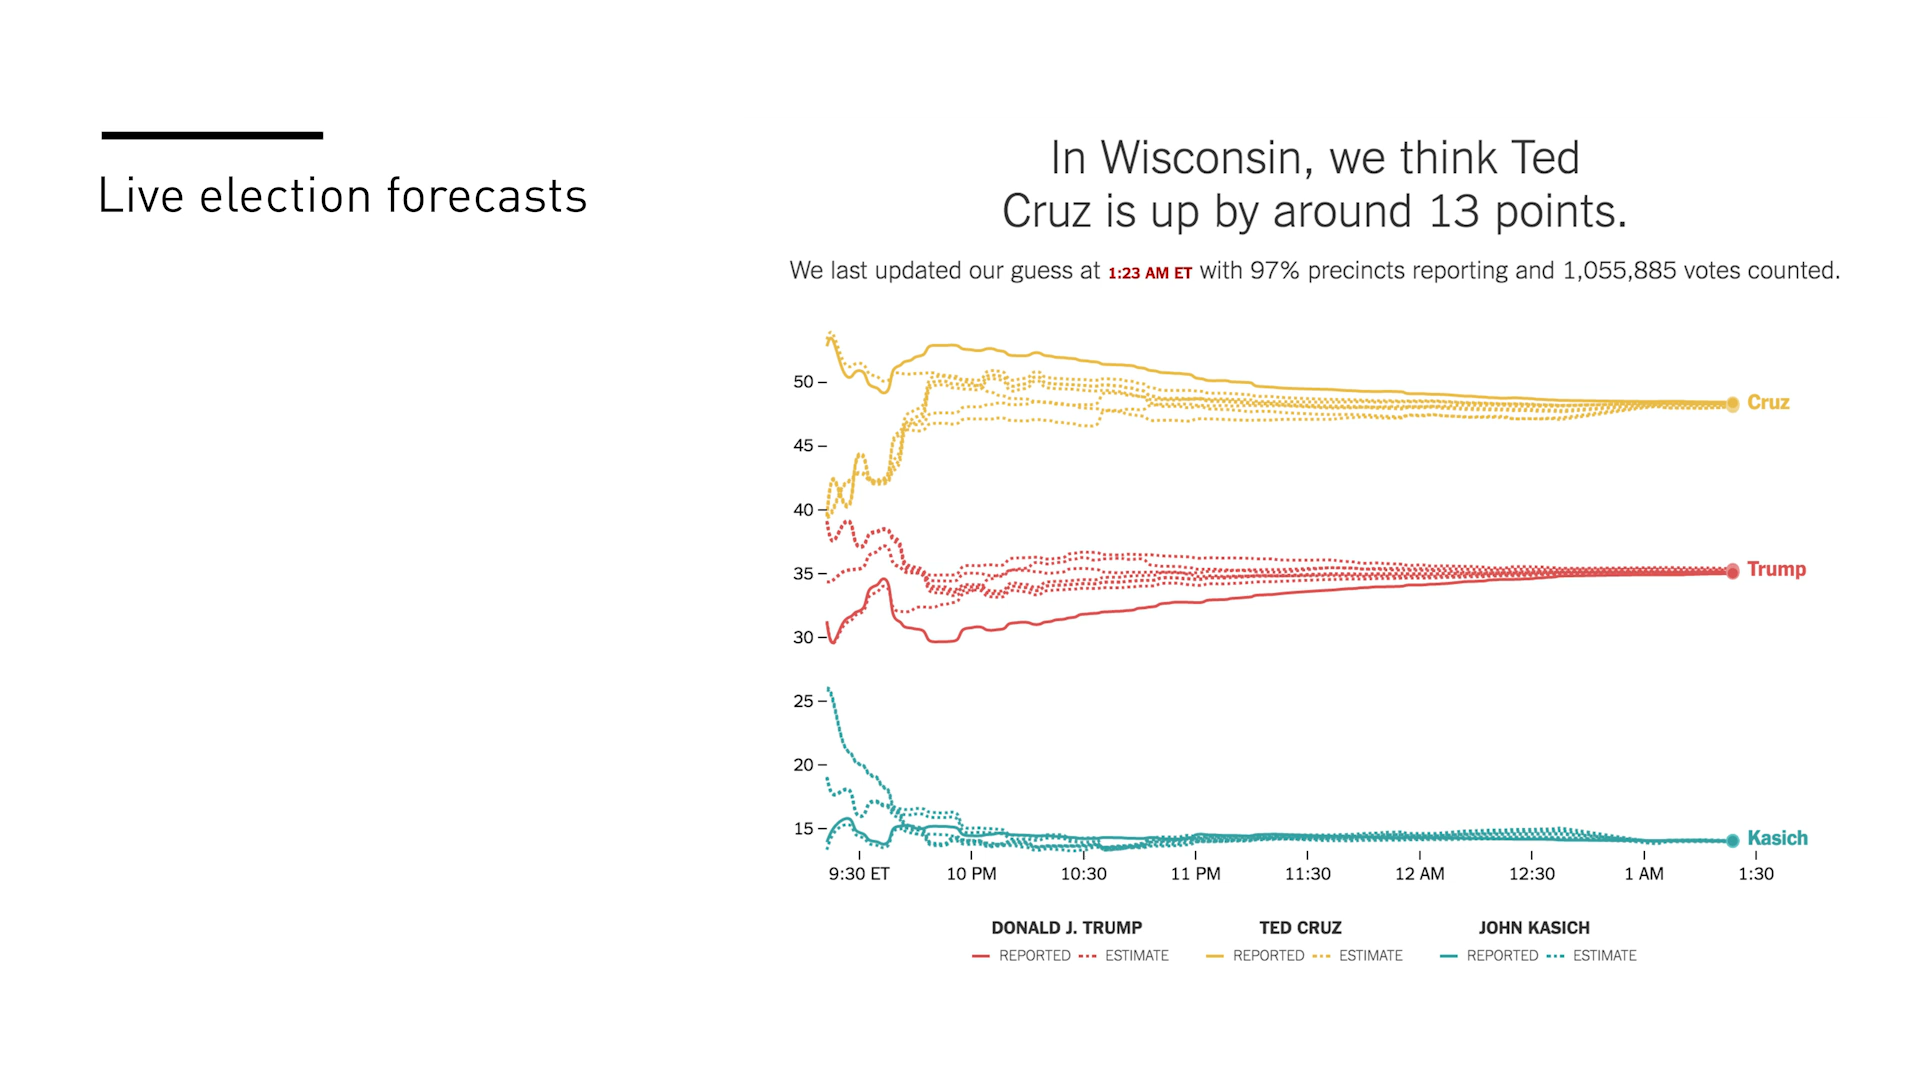 Live election forecasts
In Wisconsin, we think Ted
Cruz is up by around 13 points.
We last updated our guess at 1:23 AM ET with 97% precincts reporting and 1,055,885 votes counted.
50
Cruz
45
40
35
Trump
30
25
20
15
Kasich
9:30 ET 10 PM 10:30 11 PM 11:30 12 AM 12:30 1 AM 1:30
DONALD J. TRUMP TED CRUZ JOHN KASICH
REPORTED ESTIMATE REPORTED ESTIMATE REPORTED ESTIMATE